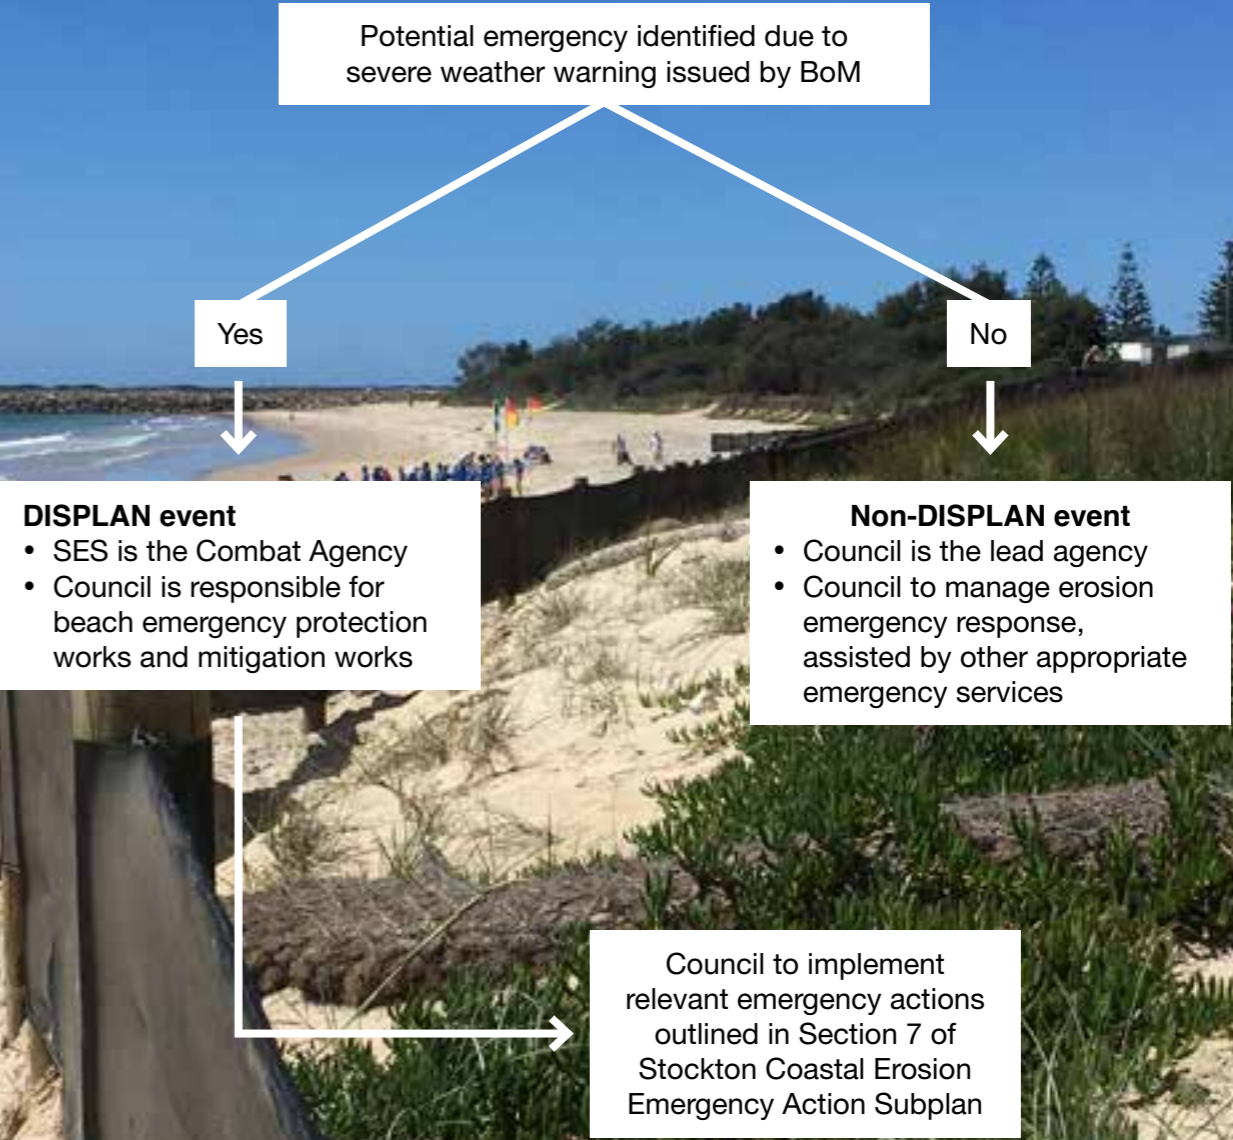 Potential emergency identified due to
severe weather warning issued by BoM
Yes
No
DISPLAN event
• SES is the Combat Agency
• Council is responsible for
beach emergency protection
works and mitigation works
Non-DISPLAN event
• Council is the lead agency
• Council to manage erosion
emergency response,
assisted by other appropriate
emergency services
Council to implement
relevant emergency actions
outlined in Section 7 of
Stockton Coastal Erosion
Emergency Action Subplan